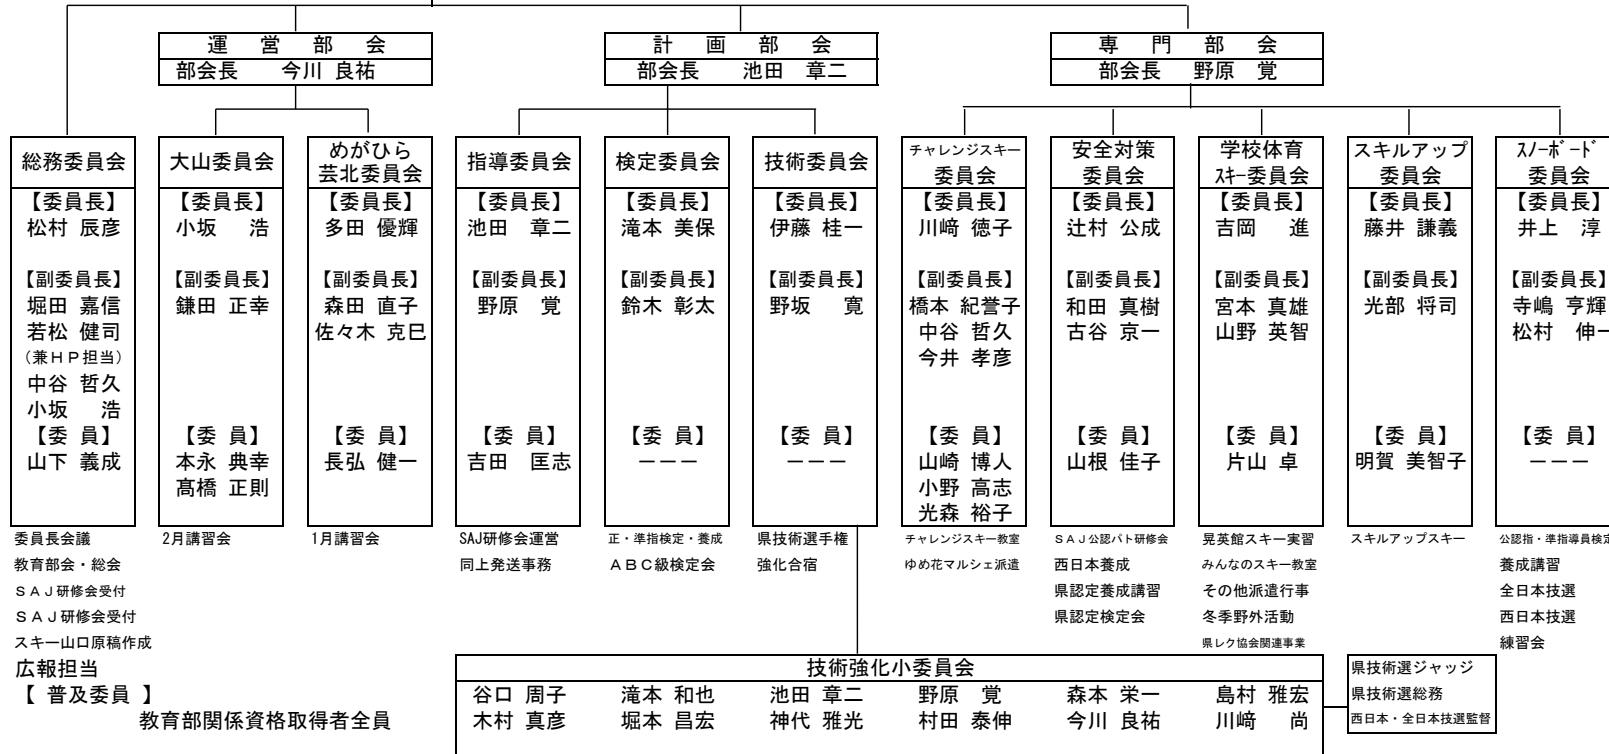 運 営 部 会
部会長 今川 良祐
計 画 部 会
部会長 池田 章二
専 門 部 会
部会長 野原 覚
総務委員会
【委員長】
松村 辰彦
【副委員長】
堀田 嘉信
若松 健司
(兼HP担当)
中谷 哲久
小坂 浩
【委 員】
山下 義成
委員長会議
教育部会・総会
SAJ研修会受付
SAJ研修会受付
スキー山口原稿作成
広報担当
【 普及委員 】
教育部関係資格取得者全員
大山委員会
【委員長】
小坂 浩
【副委員長】
鎌田 正幸
【委 員】
本永 典幸
髙橋 正則
2月講習会
めがひら
芸北委員会
【委員長】
多田 優輝
【副委員長】
森田 直子
佐々木 克巳
【委 員】
長弘 健一
1月講習会
指導委員会
【委員長】
池田 章二
【副委員長】
野原 覚
【委 員】
吉田 匡志
SAJ研修会運営
同上発送事務
検定委員会
【委員長】
滝本 美保
【副委員長】
鈴木 彰太
【委 員】
ーーー
正・準指検定・養成
ABC級検定会
技術委員会
【委員長】
伊藤 桂一
【副委員長】
野坂 寛
【委 員】
ーーー
県技術選手権
強化合宿
チャレンジスキー
委員会
【委員長】
川﨑 徳子
【副委員長】
橋本 紀誉子
中谷 哲久
今井 孝彦
【委 員】
山崎 博人
小野 高志
光森 裕子
チャレンジスキー教室
ゆめ花マルシェ派遣
安全対策
委員会
【委員長】
辻村 公成
【副委員長】
和田 真樹
古谷 京一
【委 員】
山根 佳子
SAJ公認パト研修会
西日本養成
県認定養成講習
県認定検定会
学校体育
スキー委員会
【委員長】
吉岡 進
【副委員長】
宮本 真雄
山野 英智
【委 員】
片山 卓
晃英館スキー実習
みんなのスキー教室
その他派遣行事
冬季野外活動
県レク協会関連事業
スキルアップ
委員会
【委員長】
藤井 謙義
【副委員長】
光部 将司
【委 員】
明賀 美智子
スキルアップスキー
スノーボード
委員会
【委員長】
井上 淳
【副委員長】
寺嶋 亨輝
松村 伸一
【委 員】
ーーー
公認指・準指導員検定
養成講習
全日本技選
西日本技選
練習会
技術強化小委員会
谷口 周子 滝本 和也 池田 章二 野原 覚 森本 栄一 島村 雅宏
木村 真彦 堀本 昌宏 神代 雅光 村田 泰伸 今川 良祐 川﨑 尚
県技術選ジャッジ
県技術選総務
西日本・全日本技選監督